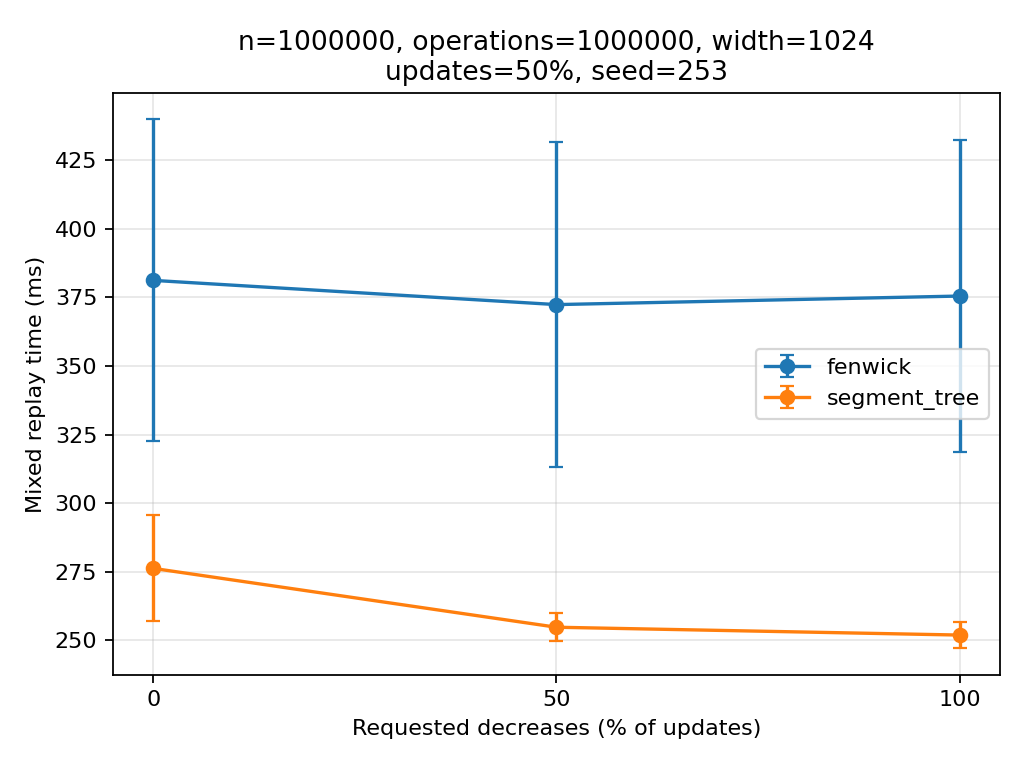 n=1000000, operations=1000000, width=1024
updates=50%, seed=253
Mixed replay time (ms)
425
400
375
350
325
300
275
250
fenwick
segment_tree
0
50
100
Requested decreases (% of updates)